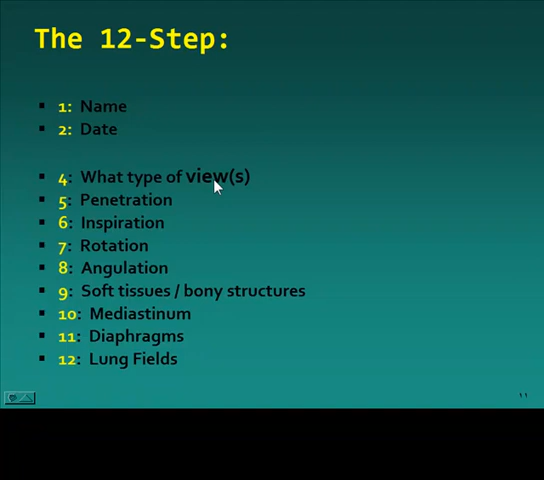 The 12-Step:
1: Name
2: Date
4: What type of view(s)
5: Penetration
6: Inspiration
7: Rotation
8: Angulation
9: Soft tissues / bony structures
10: Mediastinum
11: Diaphragms
12: Lung Fields
١١